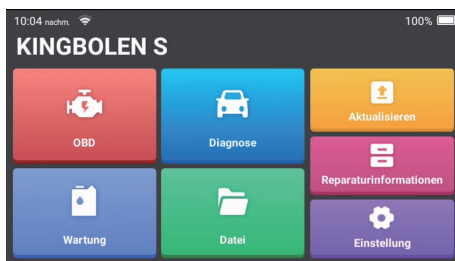 10:04 nachm. 100%
KINGBOLEN S
OBD
Diagnose
Aktualisieren
Reparaturinformationen
Wartung
Datei
Einstellung